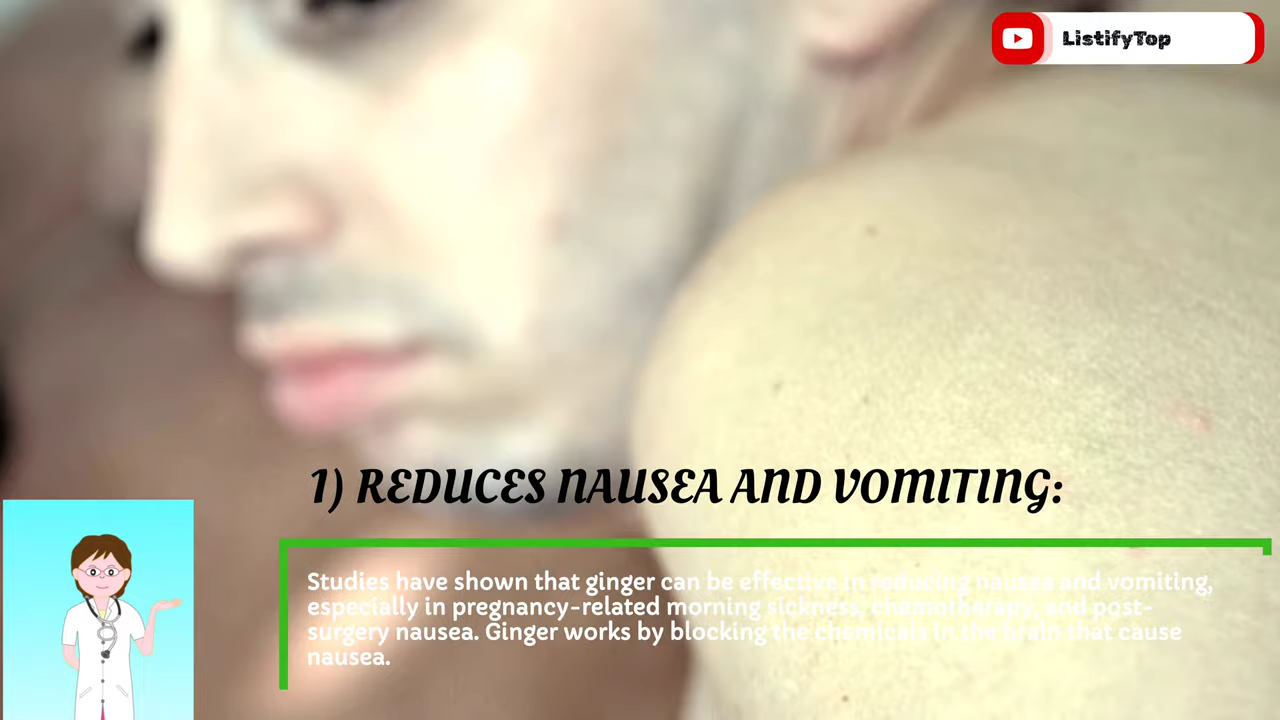 ListifyTop
1) REDUCES NAUSEA AND VOMITING:
Studies have shown that ginger can be effective in reducing nausea and vomiting,
especially in pregnancy-related morning sickness, chemotherapy, and post-
surgery nausea. Ginger works by blocking the chemicals in the brain that cause
nausea.